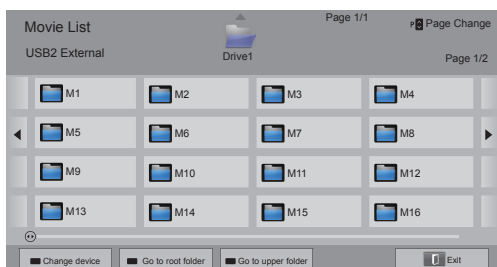 Movie List
Page 1/1
P Page Change
USB2 External
Drive1
Page 1/2
M1 M2 M3 M4
M5 M6 M7 M8
M9 M10 M11 M12
M13 M14 M15 M16
Change device Go to root folder Go to upper folder Exit